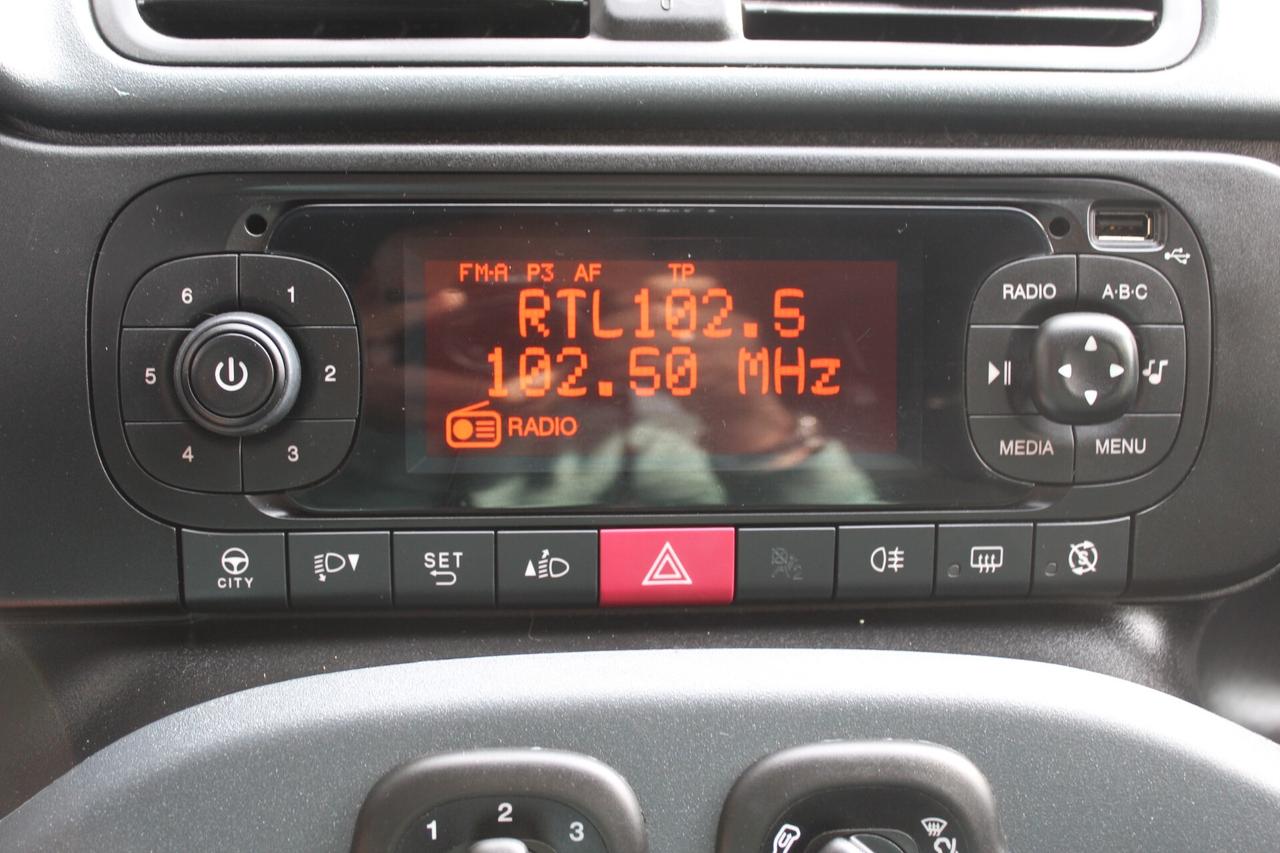 FM-A P3 AF TP
RTL102.5
102.50 MHz
RADIO
6 1
5 2
4 3
RADIO A·B·C
MEDIA MENU
CITY
SET
1 2 3